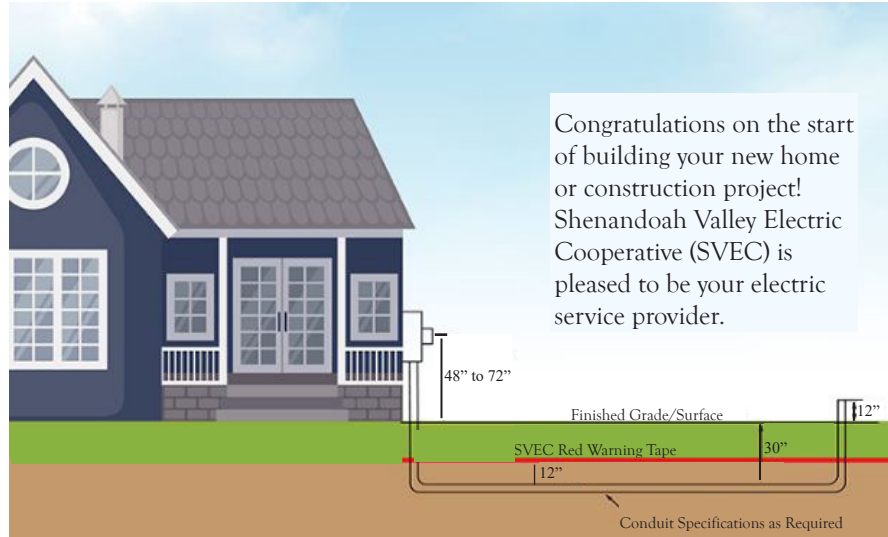 Congratulations on the start
of building your new home
or construction project!
Shenandoah Valley Electric
Cooperative (SVEC) is
pleased to be your electric
service provider.
48” to 72”
Finished Grade/Surface
12”
SVEC Red Warning Tape
30”
12”
Conduit Specifications as Required